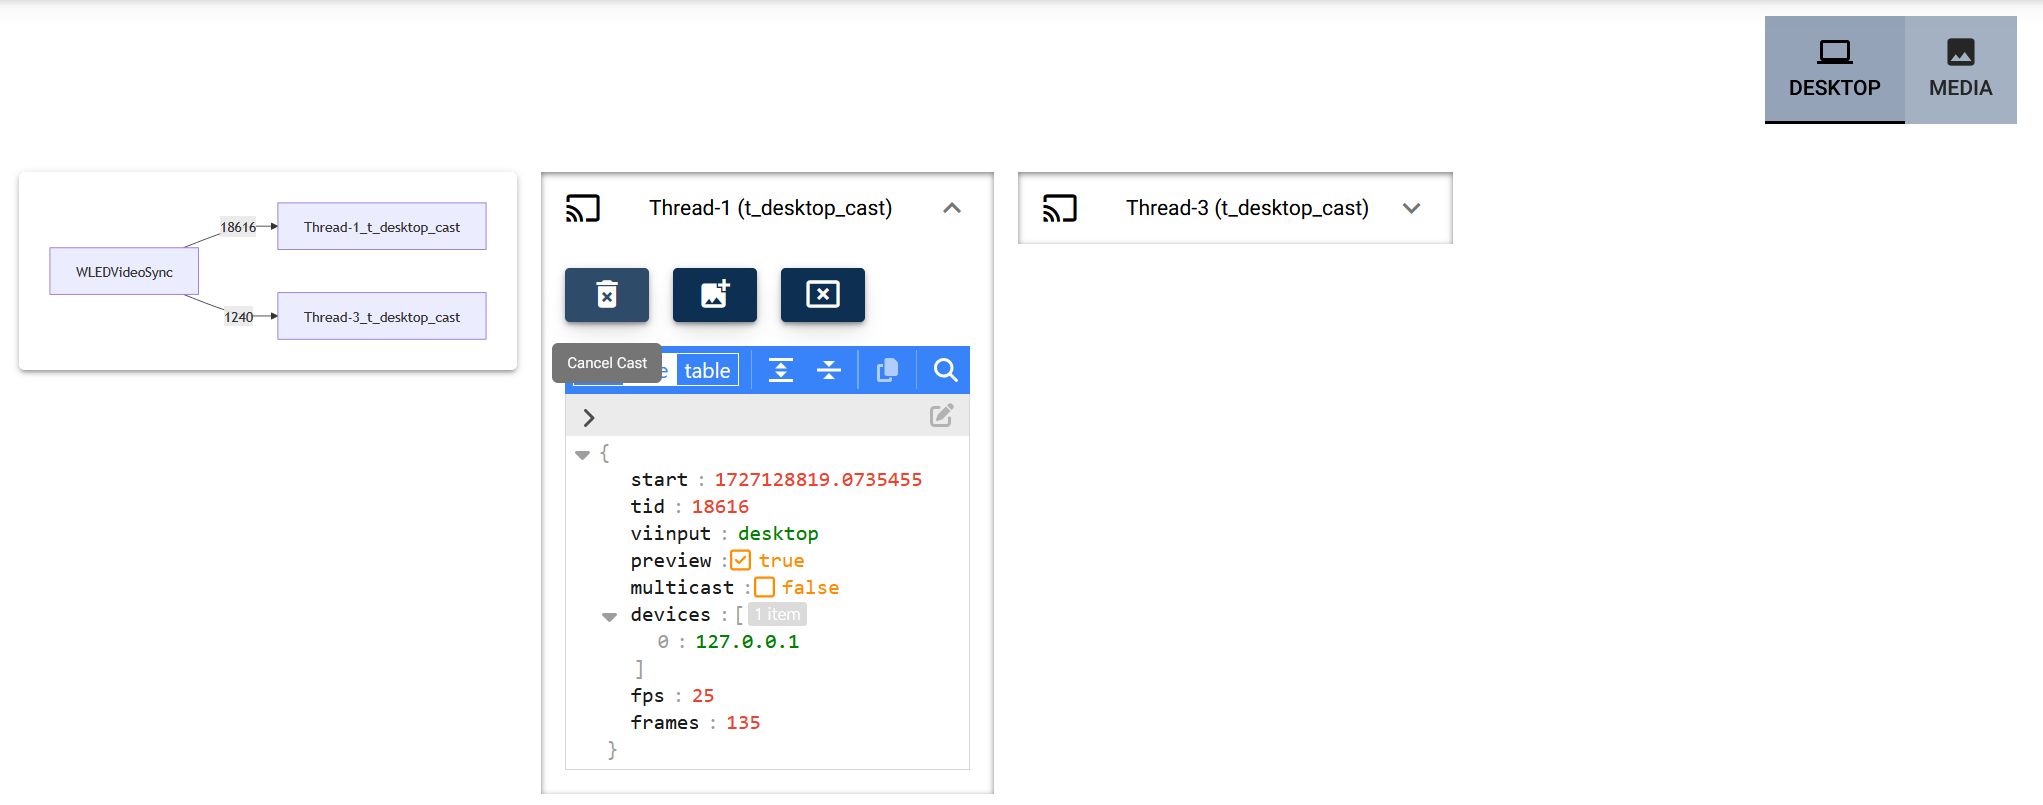 DESKTOP
MEDIA
WLEDVideoSync
18616
Thread-1_t_desktop_cast
1240
Thread-3_t_desktop_cast
Thread-1 (t_desktop_cast)
Thread-3 (t_desktop_cast)
Cancel Cast
table
{
start : 1727128819.0735455
tid : 18616
viinput : desktop
preview : true
multicast : false
devices : [ 1 item
0 : 127.0.0.1
]
fps : 25
frames : 135
}